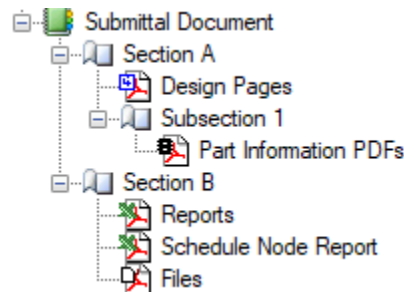 Submittal Document
Section A
Design Pages
Subsection 1
Part Information PDFs
Section B
Reports
Schedule Node Report
Files